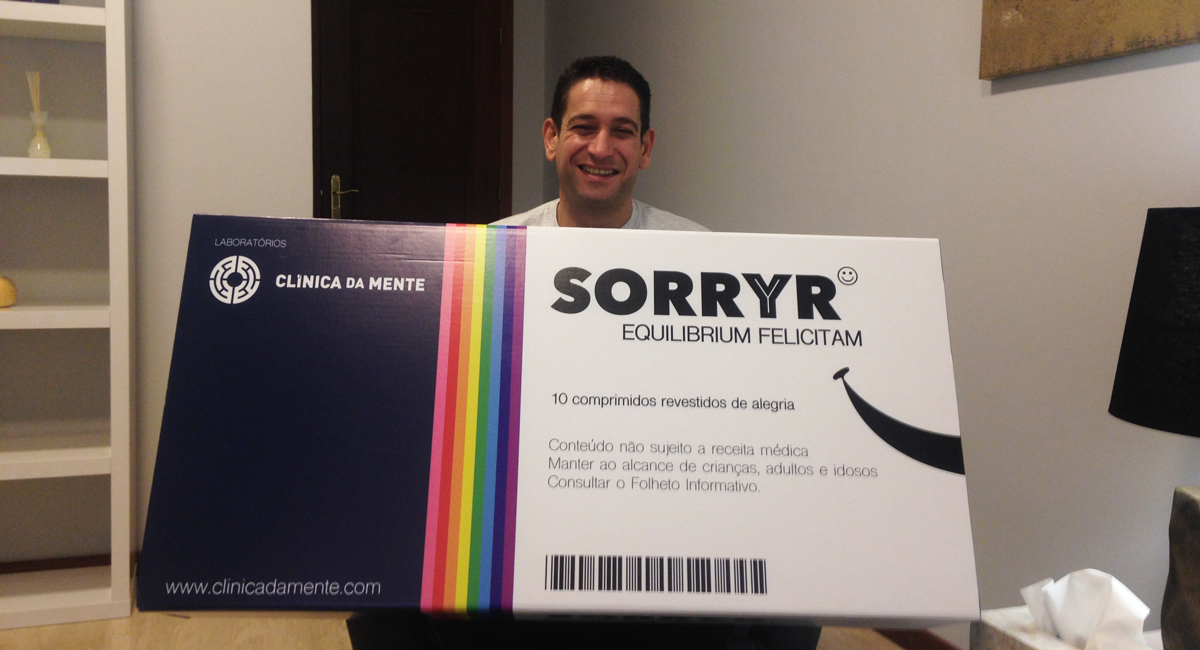 LABORATÓRIOS
CLÍNICA DA MENTE
www.clinicadamente.com
SORRYR
EQUILIBRIUM FELICITAM
10 comprimidos revestidos de alegria
Conteúdo não sujeito a receita médica
Manter ao alcance de crianças, adultos e idosos
Consultar o Folheto Informativo.